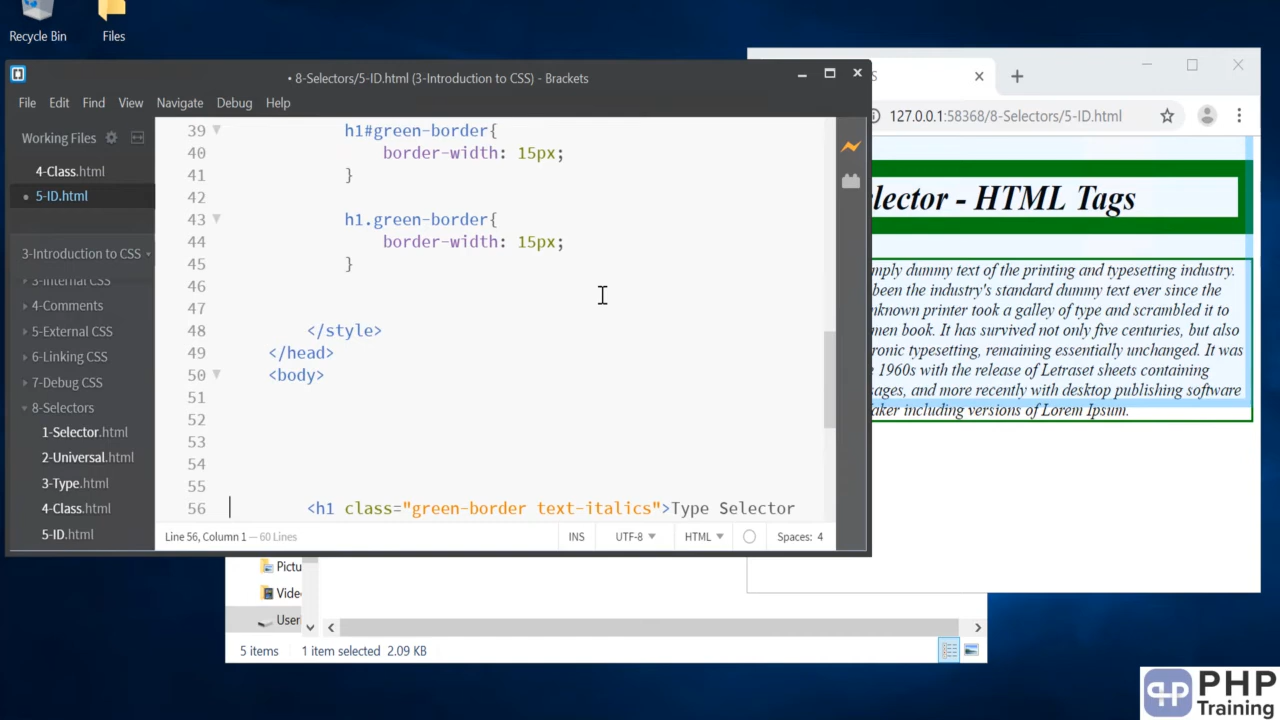 Recycle Bin
Files
• 8-Selectors/5-ID.html (3-Introduction to CSS) - Brackets
File Edit Find View Navigate Debug Help
Working Files
4-Class.html
• 5-ID.html
3-Introduction to CSS
3-Internal CSS
4-Comments
5-External CSS
6-Linking CSS
7-Debug CSS
8-Selectors
1-Selector.html
2-Universal.html
3-Type.html
4-Class.html
5-ID.html
39 h1#green-border{
40 border-width: 15px;
41 }
42
43 h1.green-border{
44 border-width: 15px;
45 }
46
47
48 </style>
49 </head>
50 <body>
51
52
53
54
55
56 <h1 class="green-border text-italics">Type Selector
Line 56, Column 1 — 60 Lines
INS UTF-8 HTML Spaces: 4
S
127.0.0.1:58368/8-Selectors/5-ID.html
lector - HTML Tags
mply dummy text of the printing and typesetting industry.
been the industry's standard dummy text ever since the
nknown printer took a galley of type and scrambled it to
men book. It has survived not only five centuries, but also
ronic typesetting, remaining essentially unchanged. It was
1960s with the release of Letraset sheets containing
sages, and more recently with desktop publishing software
aker including versions of Lorem Ipsum.
Pictu
Vide
User
5 items 1 item selected 2.09 KB
PHP
Training